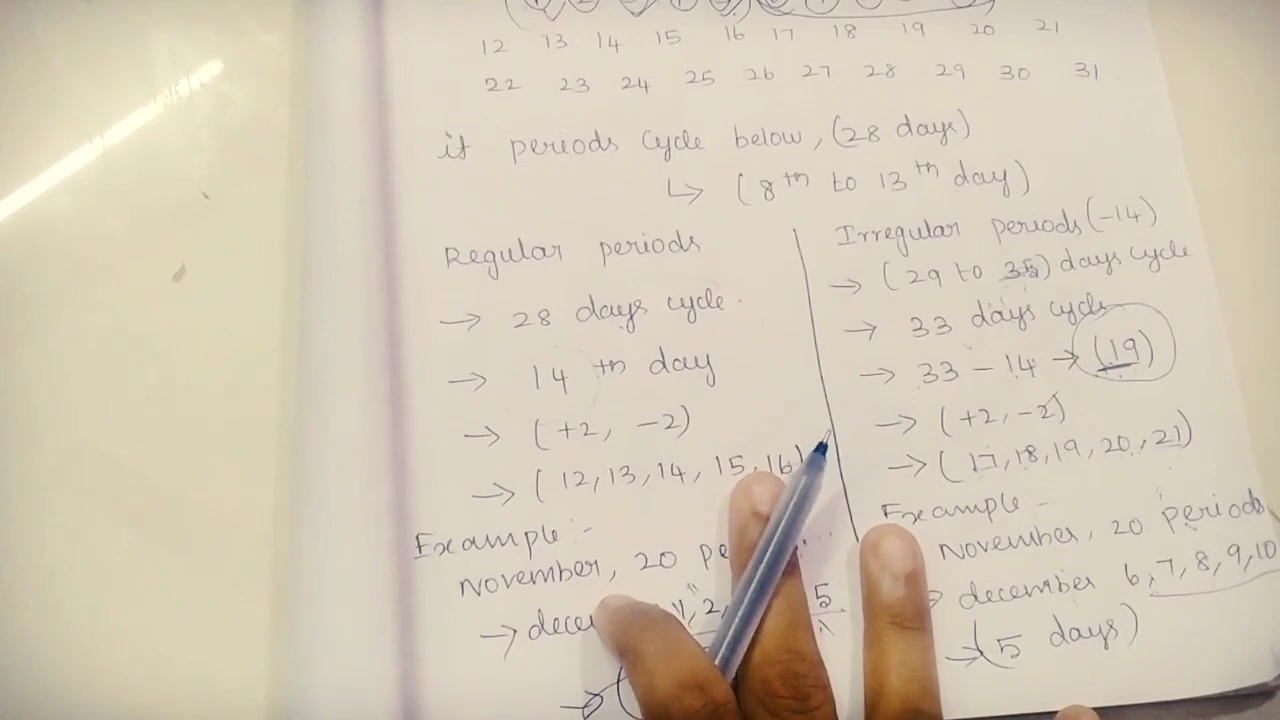 12 13 14 15 16 17 18 19 20 21
22 23 24 25 26 27 28 29 30 31
if periods cycle below, (28 days)
↳ (8th to 13th day)
Regular periods
→ 28 days cycle.
→ 14th day
→ (+2, -2)
→ (12, 13, 14, 15, 16)
Example :-
november, 20
→ 2, 5
Irregular periods (-14)
→ (29 to 35) days cycle
→ 33 days cycle
→ 33 - 14 → (19)
→ (+2, -2)
→ (17, 18, 19, 20, 21)
Example :-
november, 20 periods
december 6, 7, 8, 9, 10
→ (5 days)